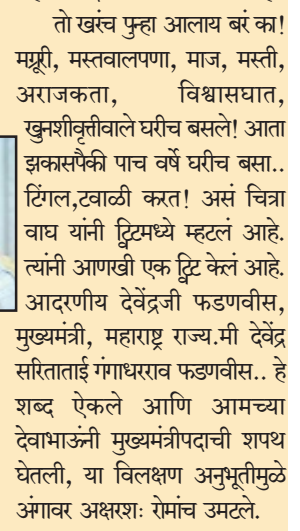 तो खरंच पुन्हा आलाय बरं का!
मग्रूरी, मस्तवालपणा, माज, मस्ती,
अराजकता, विश्वासघात,
खुनशीवृत्तीवाले घरीच बसले! आता
झकासपैकी पाच वर्षे घरीच बसा..
टिंगल,टवाळी करत! असं चित्रा
वाघ यांनी ट्विटमध्ये म्हटलं आहे.
त्यांनी आणखी एक ट्विट केलं आहे.
आदरणीय देवेंद्रजी फडणवीस,
मुख्यमंत्री, महाराष्ट्र राज्य.मी देवेंद्र
सरिताताई गंगाधरराव फडणवीस.. हे
शब्द ऐकले आणि आमच्या
देवाभाऊंनी मुख्यमंत्रीपदाची शपथ
घेतली, या विलक्षण अनुभूतीमुळे
अंगावर अक्षरशः रोमांच उमटले.